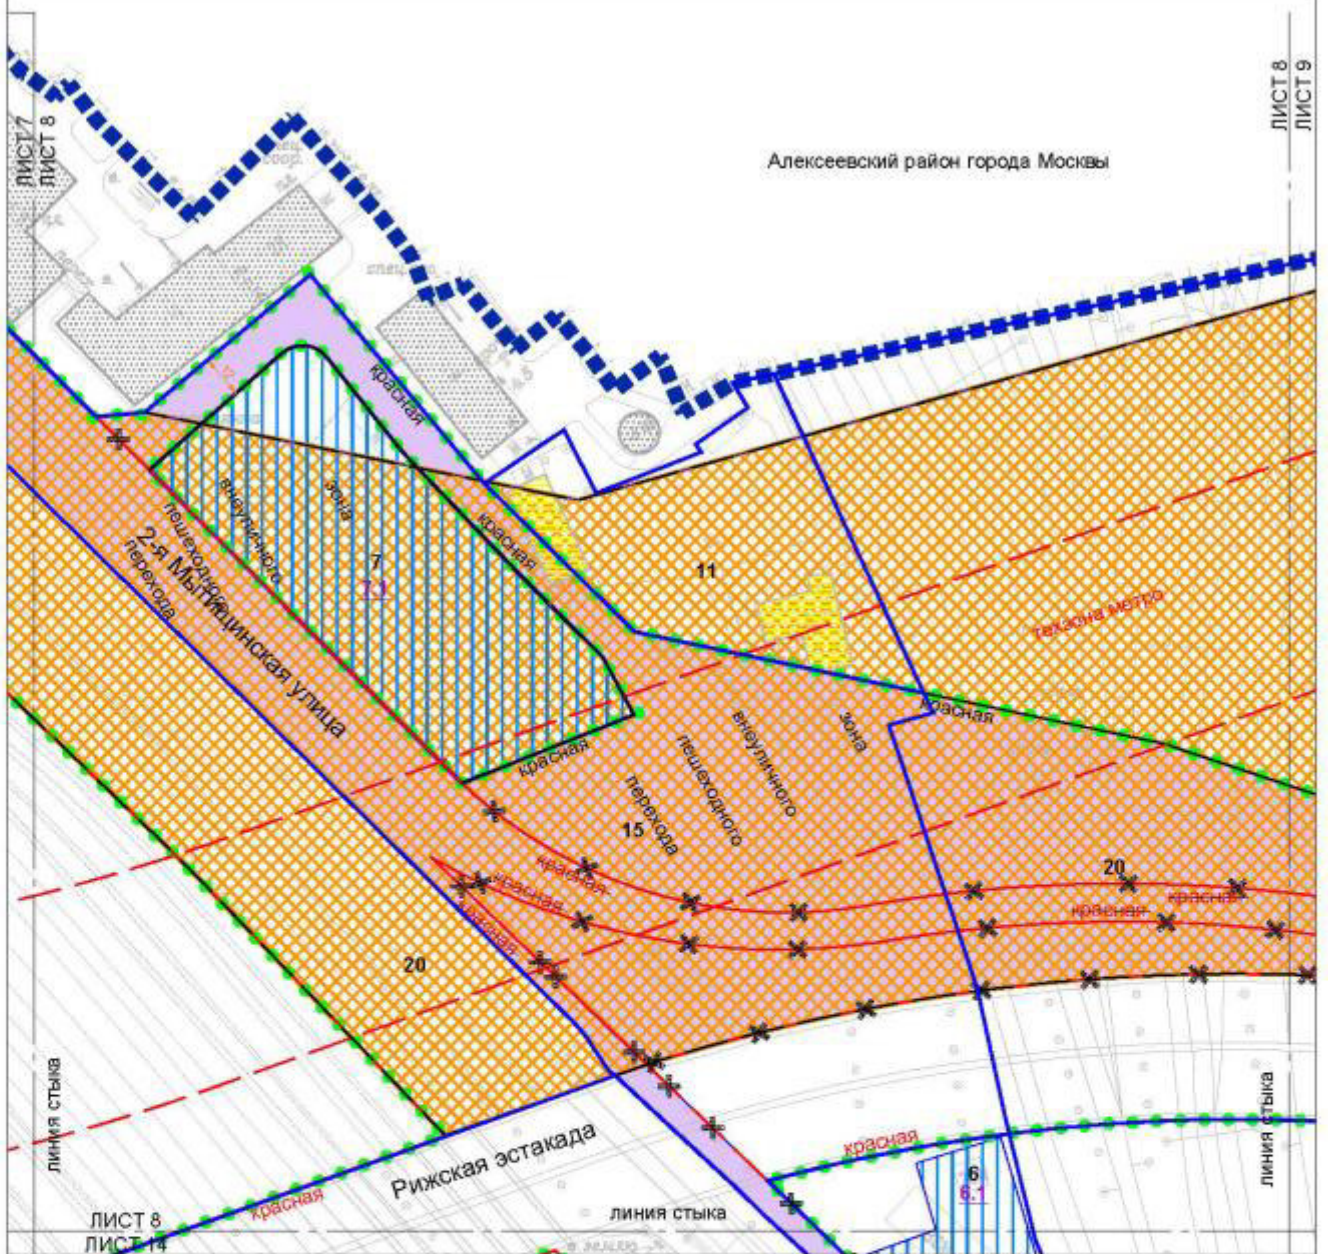 ЛИСТ 7
ЛИСТ 8
ЛИСТ 8
ЛИСТ 9
Алексеевский район города Москвы
спец.
соор.
красная
зона
внеуличного
пешеходного
перехода
7
7.1
2-я Мытищинская улица
красная
11
техзона метро
красная
красная
зона
внеуличного
пешеходного
перехода
15
красная
красная
красная
20
красная
красная
20
линия стыка
линия стыка
Рижская эстакада
красная
красная
6
6.1
линия стыка
ЛИСТ 8
ЛИСТ 14